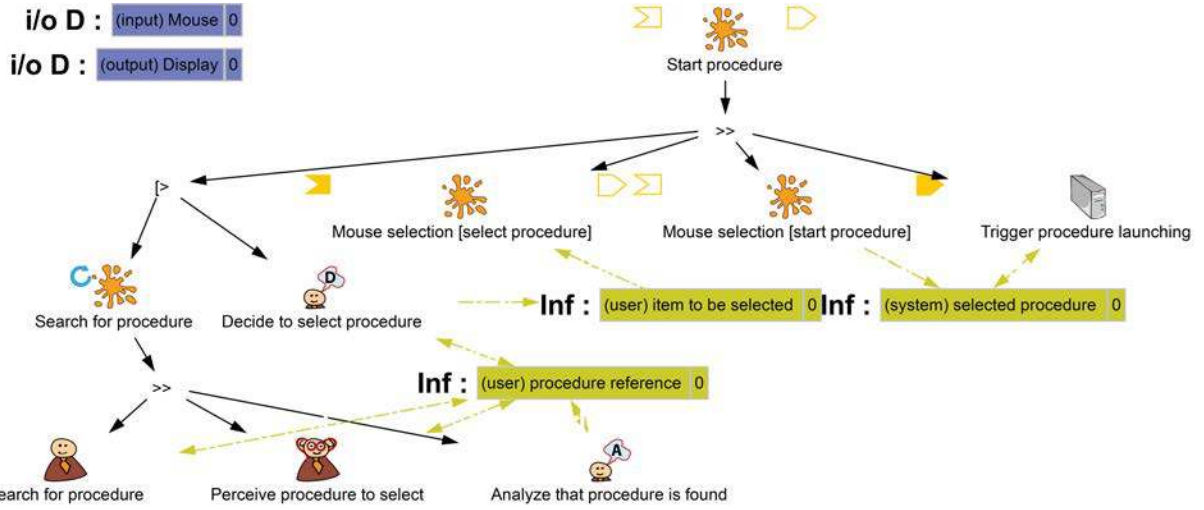 i/o D : (input) Mouse 0
i/o D : (output) Display 0
Start procedure
>>
[>
Mouse selection [select procedure]
Mouse selection [start procedure]
Trigger procedure launching
D
Search for procedure
Decide to select procedure
Inf : (user) item to be selected 0
Inf : (system) selected procedure 0
>>
Inf : (user) procedure reference 0
A
earch for procedure
Perceive procedure to select
Analyze that procedure is found